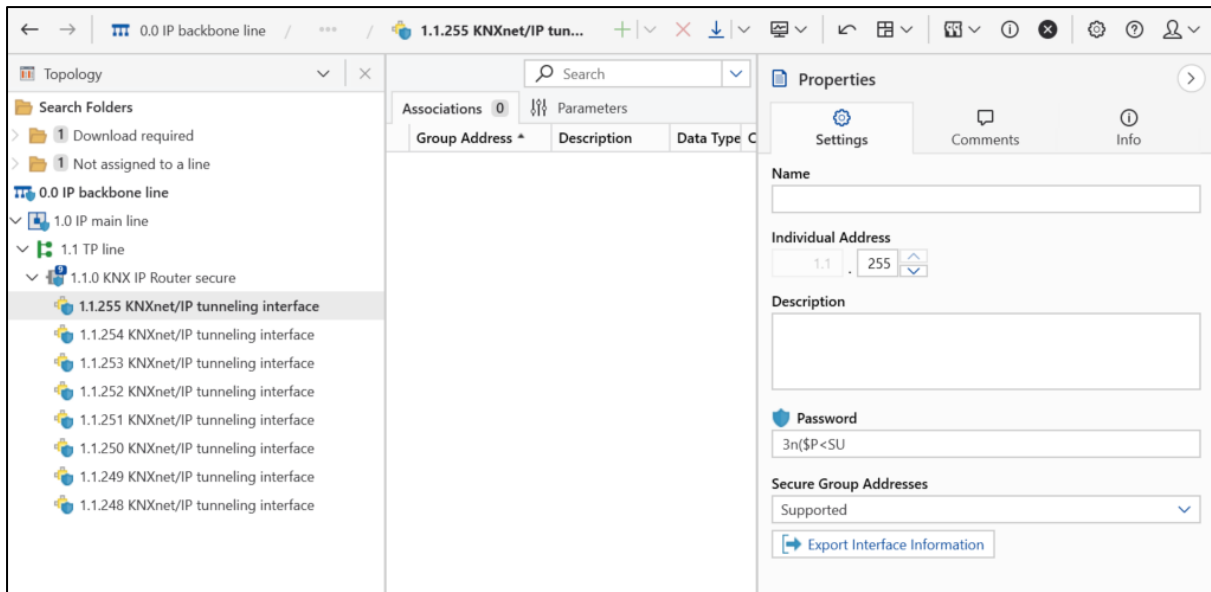 0.0 IP backbone line / ••• / 1.1.255 KNXnet/IP tun...
Topology
Search Folders
1 Download required
1 Not assigned to a line
0.0 IP backbone line
1.0 IP main line
1.1 TP line
9
1.1.0 KNX IP Router secure
1.1.255 KNXnet/IP tunneling interface
1.1.254 KNXnet/IP tunneling interface
1.1.253 KNXnet/IP tunneling interface
1.1.252 KNXnet/IP tunneling interface
1.1.251 KNXnet/IP tunneling interface
1.1.250 KNXnet/IP tunneling interface
1.1.249 KNXnet/IP tunneling interface
1.1.248 KNXnet/IP tunneling interface
Search
Associations 0 Parameters
Group Address Description Data Type C
Properties
Settings Comments Info
Name
Individual Address
1.1 . 255
Description
Password
3n($P<SU
Secure Group Addresses
Supported
Export Interface Information